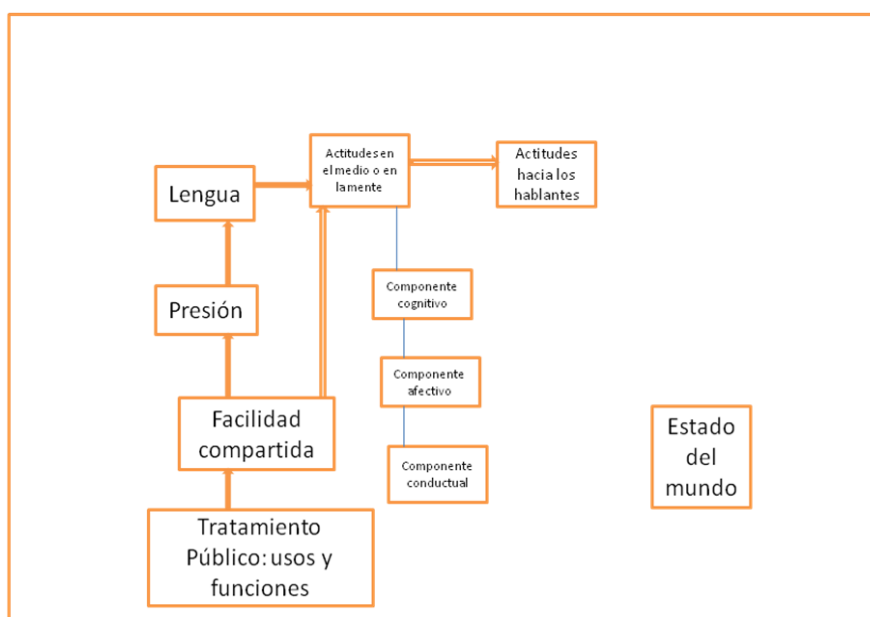 Actitudes en
el medio o en
la mente
Actitudes
hacia los
hablantes
Lengua
Componente
cognitivo
Presión
Componente
afectivo
Facilidad
compartida
Estado
del
mundo
Componente
conductual
Tratamiento
Público: usos y
funciones